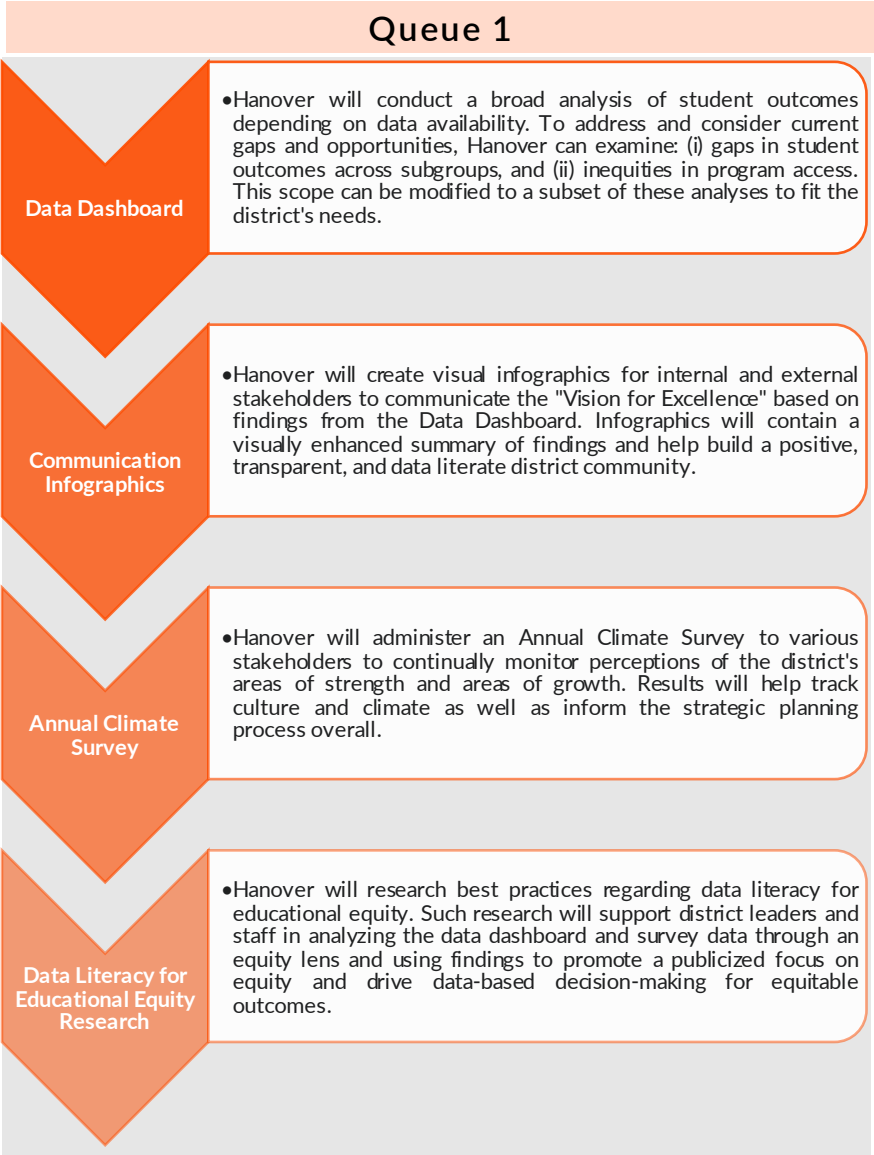 Queue 1
Data Dashboard
•Hanover will conduct a broad analysis of student outcomes
depending on data availability. To address and consider current
gaps and opportunities, Hanover can examine: (i) gaps in student
outcomes across subgroups, and (ii) inequities in program access.
This scope can be modified to a subset of these analyses to fit the
district's needs.
Communication
Infographics
•Hanover will create visual infographics for internal and external
stakeholders to communicate the "Vision for Excellence" based on
findings from the Data Dashboard. Infographics will contain a
visually enhanced summary of findings and help build a positive,
transparent, and data literate district community.
Annual Climate
Survey
•Hanover will administer an Annual Climate Survey to various
stakeholders to continually monitor perceptions of the district's
areas of strength and areas of growth. Results will help track
culture and climate as well as inform the strategic planning
process overall.
Data Literacy for
Educational Equity
Research
•Hanover will research best practices regarding data literacy for
educational equity. Such research will support district leaders and
staff in analyzing the data dashboard and survey data through an
equity lens and using findings to promote a publicized focus on
equity and drive data-based decision-making for equitable
outcomes.